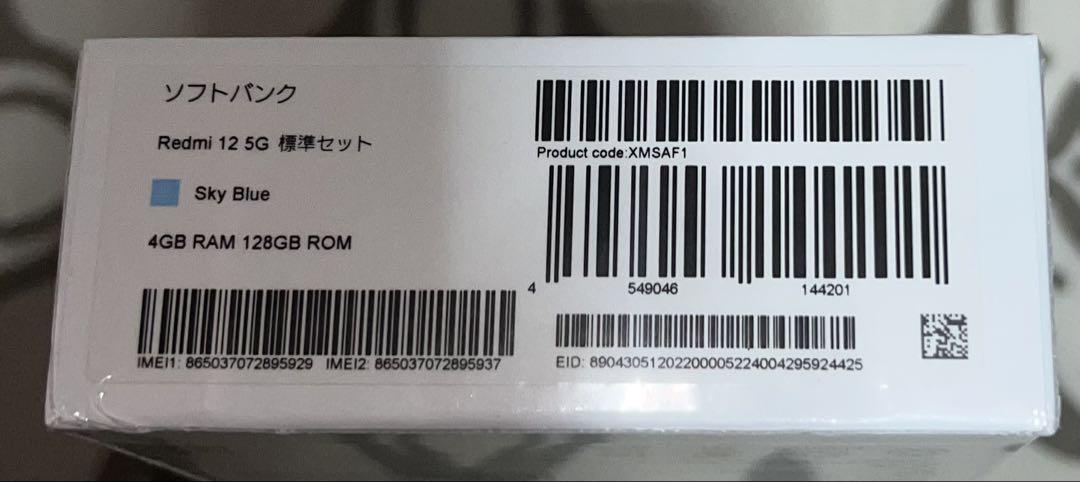 ソフトバンク
Redmi 12 5G 標準セット
Sky Blue
4GB RAM 128GB ROM
IMEI1: 865037072895929 IMEI2: 865037072895937
Product code:XMSAF1
4 549046 144201
EID: 89043051202200005224004295924425